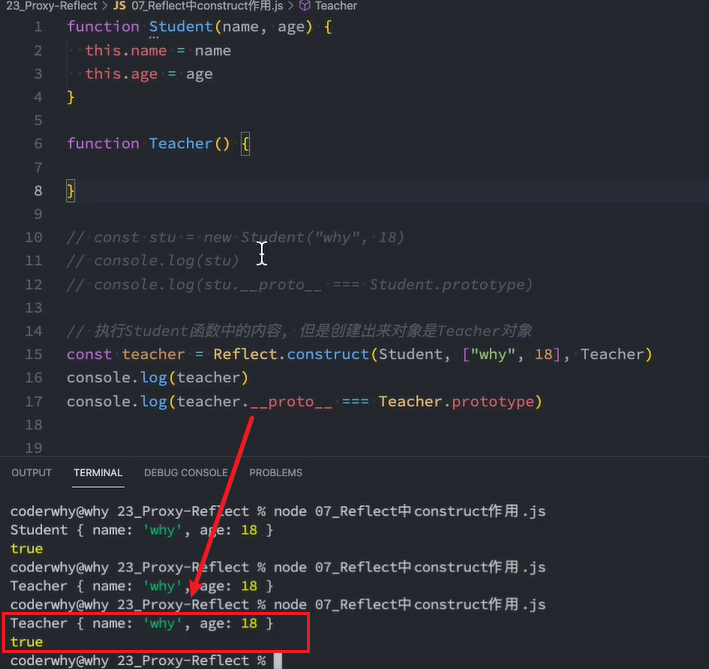 23_Proxy-Reflect > JS 07_Reflect中construct作用.js > Teacher
1 function Student(name, age) {
2 this.name = name
3 this.age = age
4 }
5
6 function Teacher() {
7
8 }
9
10 // const stu = new Student("why", 18)
11 // console.log(stu)
12 // console.log(stu.__proto__ === Student.prototype)
13
14 // 执行Student函数中的内容, 但是创建出来对象是Teacher对象
15 const teacher = Reflect.construct(Student, ["why", 18], Teacher)
16 console.log(teacher)
17 console.log(teacher.__proto__ === Teacher.prototype)
18
19
OUTPUT TERMINAL DEBUG CONSOLE PROBLEMS
coderwhy@why 23_Proxy-Reflect % node 07_Reflect中construct作用.js
Student { name: 'why', age: 18 }
true
coderwhy@why 23_Proxy-Reflect % node 07_Reflect中construct作用.js
Teacher { name: 'why', age: 18 }
coderwhy@why 23_Proxy-Reflect % node 07_Reflect中construct作用.js
Teacher { name: 'why', age: 18 }
true
coderwhy@why 23_Proxy-Reflect %